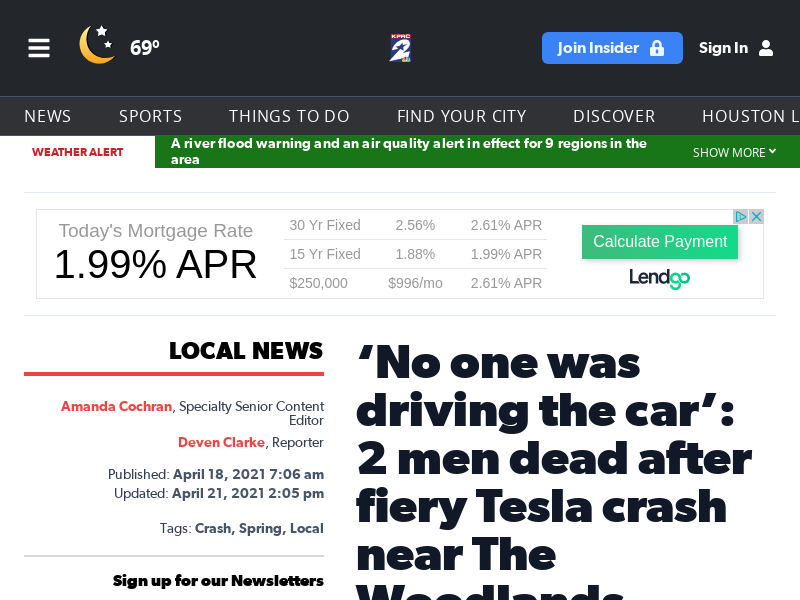 69º
KPRC
2
Join Insider
Sign In
NEWS
SPORTS
THINGS TO DO
FIND YOUR CITY
DISCOVER
HOUSTON L
WEATHER ALERT
A river flood warning and an air quality alert in effect for 9 regions in the
area
SHOW MORE
Today's Mortgage Rate
1.99% APR
30 Yr Fixed 2.56% 2.61% APR
15 Yr Fixed 1.88% 1.99% APR
$250,000 $996/mo 2.61% APR
Calculate Payment
Lendgo
LOCAL NEWS
Amanda Cochran, Specialty Senior Content
Editor
Deven Clarke, Reporter
Published: April 18, 2021 7:06 am
Updated: April 21, 2021 2:05 pm
Tags: Crash, Spring, Local
Sign up for our Newsletters
‘No one was
driving the car’:
2 men dead after
fiery Tesla crash
near The
Woodlands